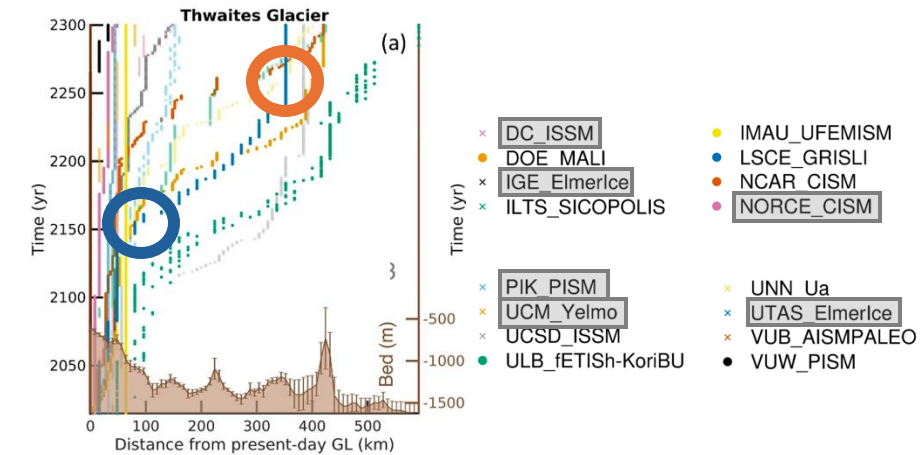 Thwaites Glacier
(a)
2300
2250
2200
2150
2100
2050
Time (yr)
Time (yr)
-500
-1000
-1500
Bed (m)
0 100 200 300 400 500
Distance from present-day GL (km)
DC_ISSM
DOE_MALI
IGE_ElmerIce
ILTS_SICOPOLIS
IMAU_UFEMISM
LSCE_GRISLI
NCAR_CISM
NORCE_CISM
PIK_PISM
UCM_Yelmo
UCSD_ISSM
ULB_fETISh-KoriBU
UNN_Ua
UTAS_ElmerIce
VUB_AISMPALEO
VUW_PISM